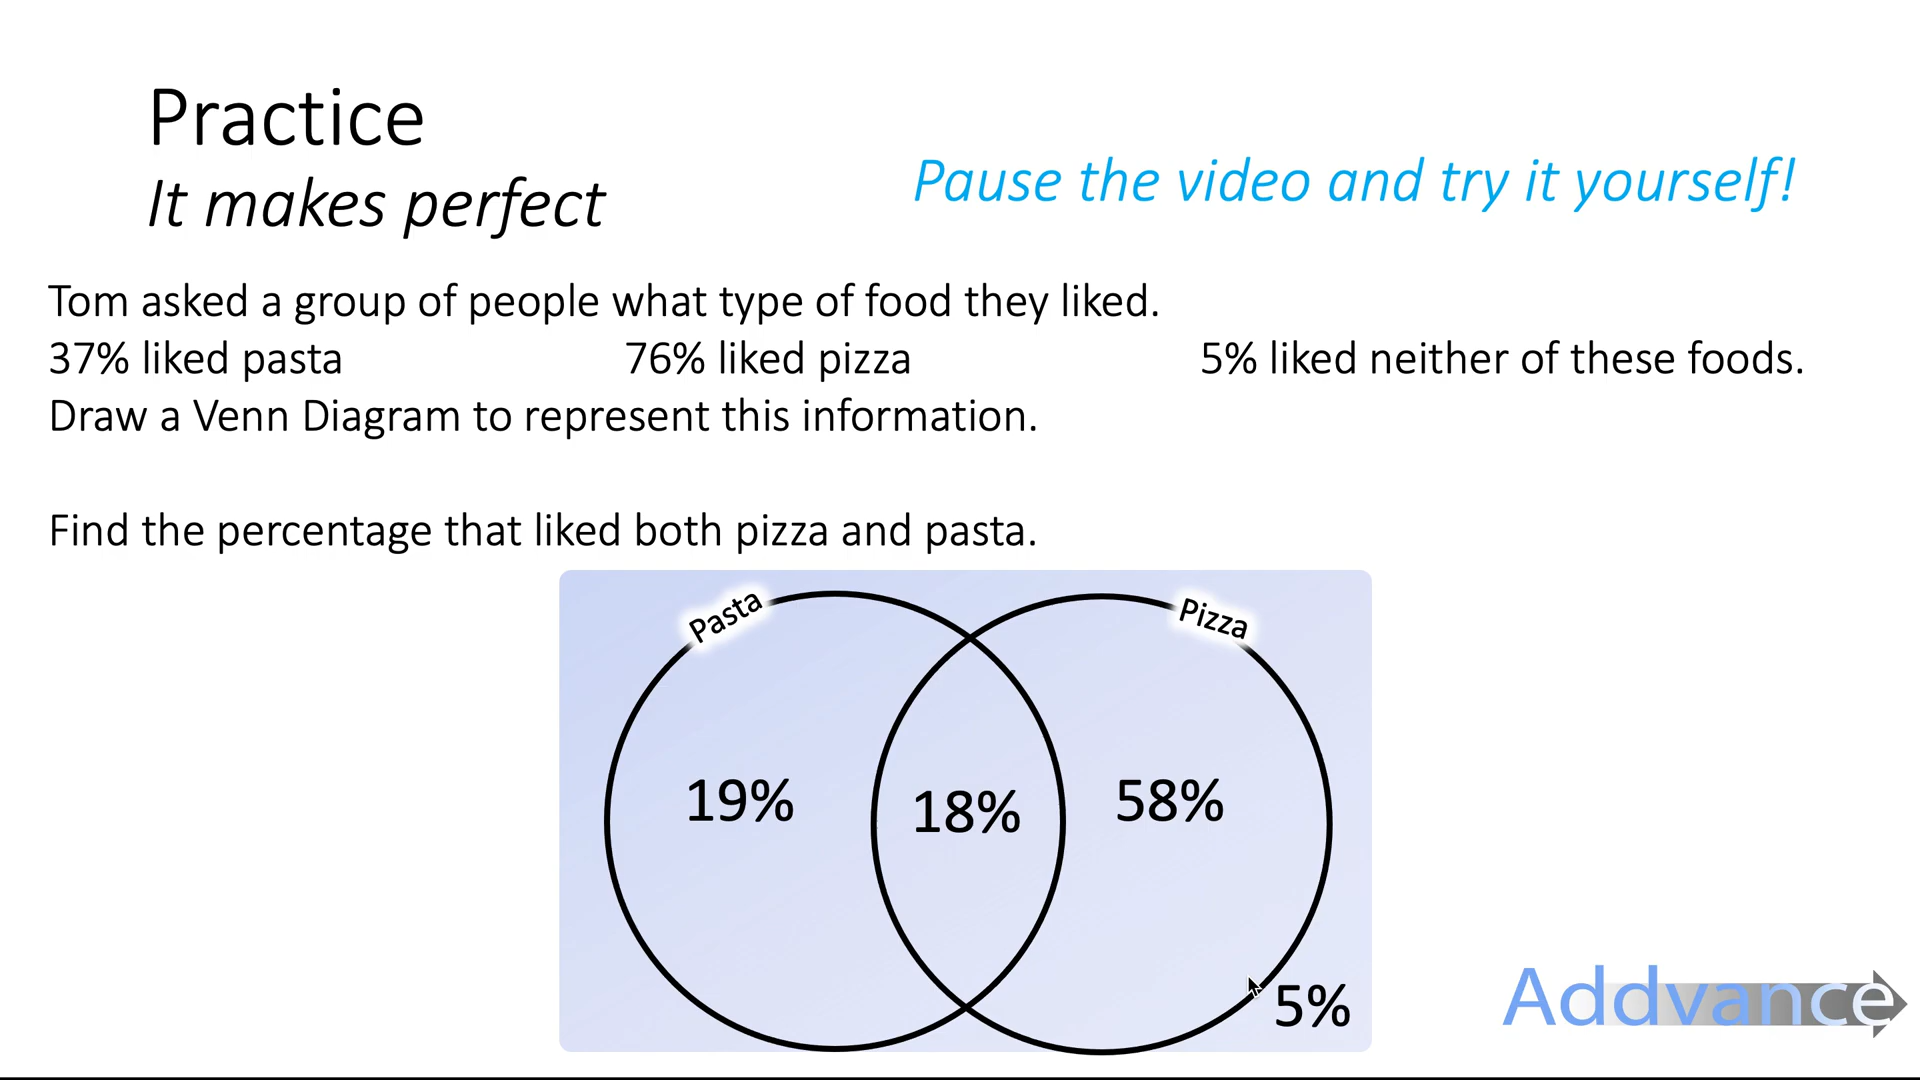 Practice
It makes perfect
Pause the video and try it yourself!
Tom asked a group of people what type of food they liked.
37% liked pasta 76% liked pizza 5% liked neither of these foods.
Draw a Venn Diagram to represent this information.
Find the percentage that liked both pizza and pasta.
Pasta
Pizza
19%
18%
58%
5%
Addvance